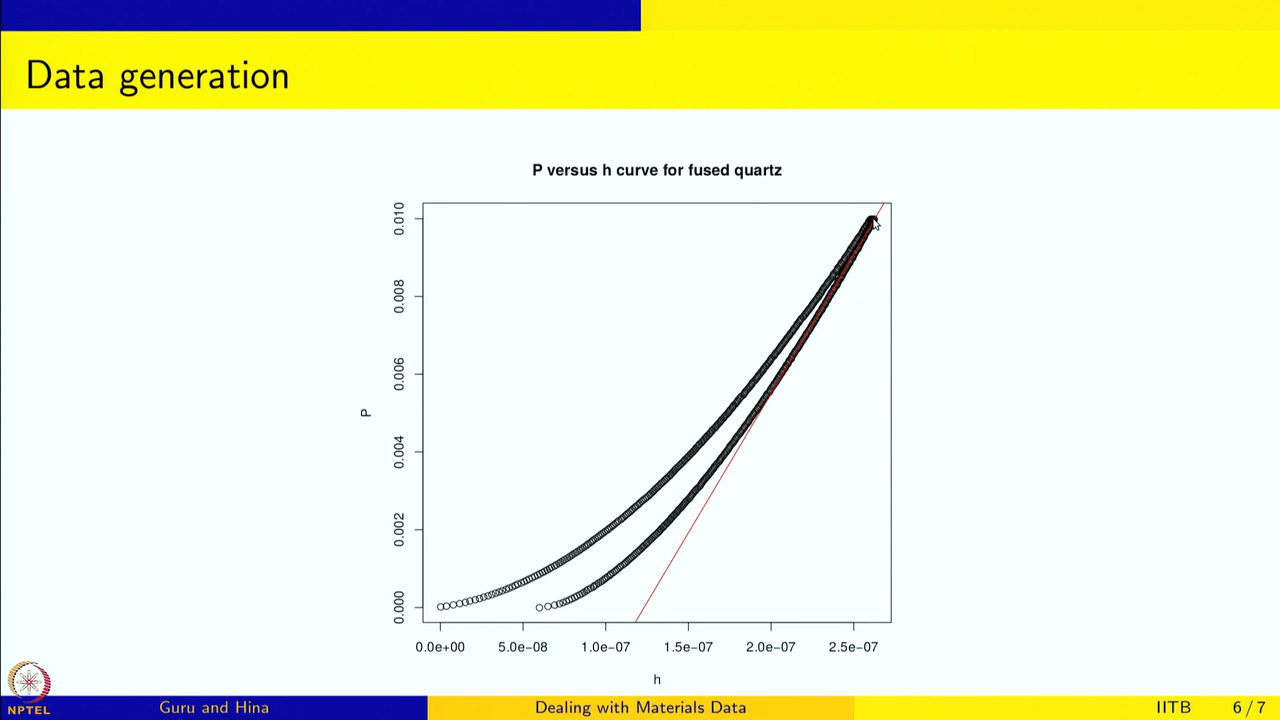 Data generation
P versus h curve for fused quartz
0.010
0.008
0.006
0.004
0.002
0.000
P
0.0e+00 5.0e-08 1.0e-07 1.5e-07 2.0e-07 2.5e-07
h
NPTEL
Guru and Hina Dealing with Materials Data IITB 6 / 7